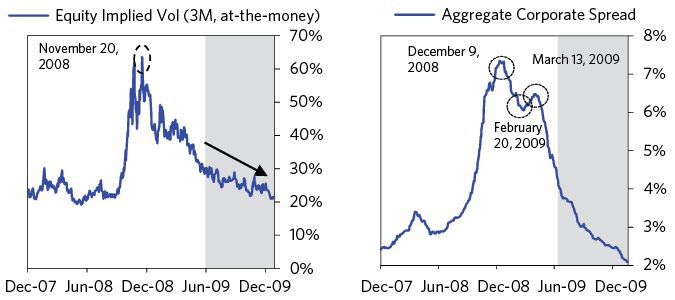 Equity Implied Vol (3M, at-the-money)
November 20,
2008
70%
60%
50%
40%
30%
20%
10%
0%
Dec-07 Jun-08 Dec-08 Jun-09 Dec-09
Aggregate Corporate Spread
December 9,
2008
March 13, 2009
February
20, 2009
8%
7%
6%
5%
4%
3%
2%
Dec-07 Jun-08 Dec-08 Jun-09 Dec-09